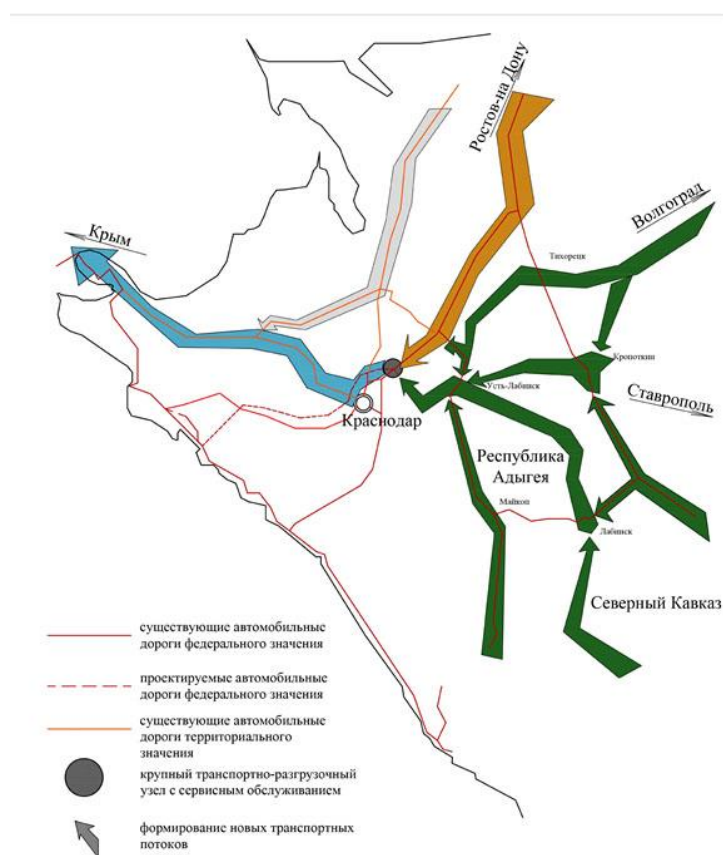 Ростов-на Дону
Волгоград
Крым
Тихорецк
Кропоткин
Усть-Лабинск
Ставрополь
Краснодар
Республика
Адыгея
Майкоп
Лабинск
Северный Кавказ
существующие автомобильные
дороги федерального значения
проектируемые автомобильные
дороги федерального значения
существующие автомобильные
дороги территориального
значения
крупный транспортно-разгрузочный
узел с сервисным обслуживанием
формирование новых транспортных
потоков